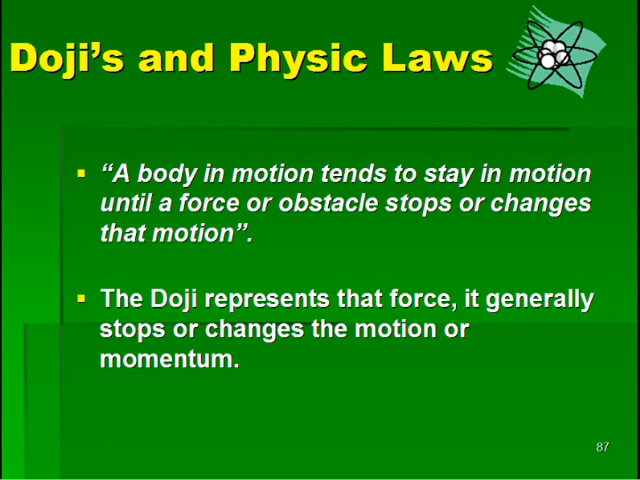 Doji's and Physic Laws
"A body in motion tends to stay in motion
until a force or obstacle stops or changes
that motion".
The Doji represents that force, it generally
stops or changes the motion or
momentum.
87